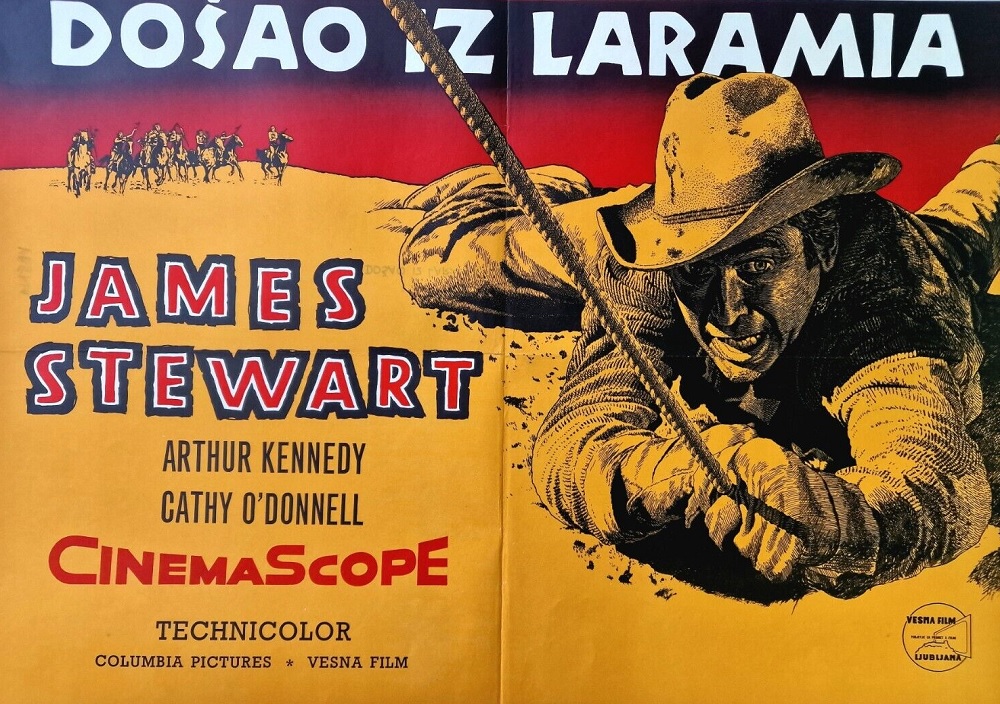 DOŠAO IZ LARAMIA
JAMES
STEWART
ARTHUR KENNEDY
CATHY O'DONNELL
CINEMASCOPE
TECHNICOLOR
COLUMBIA PICTURES * VESNA FILM
VESNA FILM
LJUBLJANA